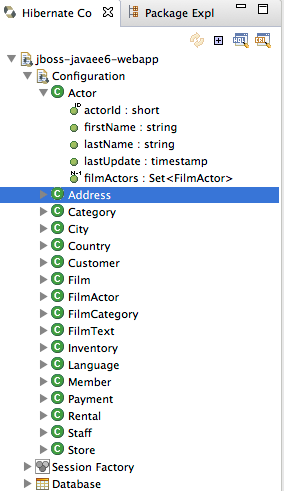 Hibernate Co Package Expl
jboss-javaee6-webapp
Configuration
Actor
actorId : short
firstName : string
lastName : string
lastUpdate : timestamp
filmActors : Set<FilmActor>
Address
Category
City
Country
Customer
Film
FilmActor
FilmCategory
FilmText
Inventory
Language
Member
Payment
Rental
Staff
Store
Session Factory
Database